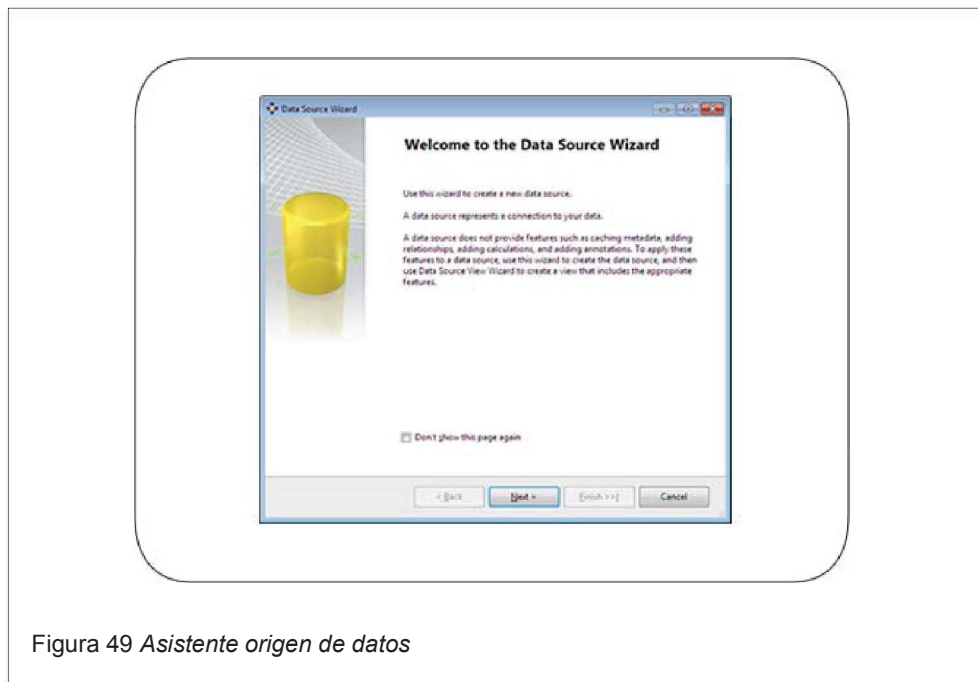 Data Source Wizard
Welcome to the Data Source Wizard
Use this wizard to create a new data source.
A data source represents a connection to your data.
A data source does not provide features such as caching metadata, adding
relationships, adding calculations, and adding annotations. To apply these
features to a data source, use this wizard to create the data source, and then
use Data Source View Wizard to create a view that includes the appropriate
features.
Don't show this page again
< Back Next > Finish >>| Cancel
Figura 49 Asistente origen de datos